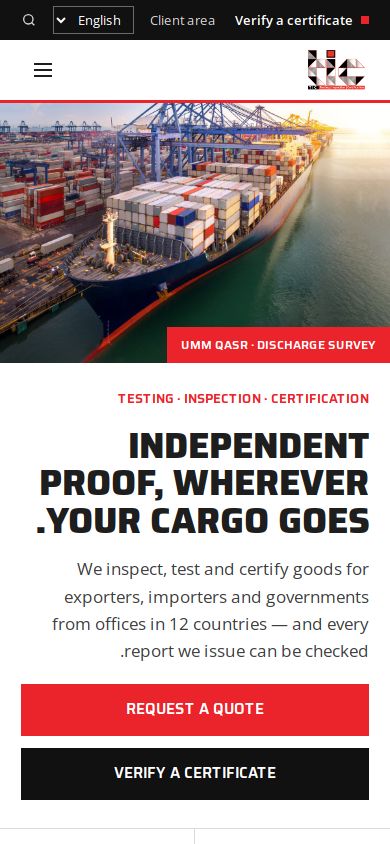 Verify a certificate
Client area
English
UMM QASR · DISCHARGE SURVEY
TESTING · INSPECTION · CERTIFICATION
INDEPENDENT
PROOF, WHEREVER
.YOUR CARGO GOES
We inspect, test and certify goods for
exporters, importers and governments
from offices in 12 countries — and every
.report we issue can be checked
REQUEST A QUOTE
VERIFY A CERTIFICATE